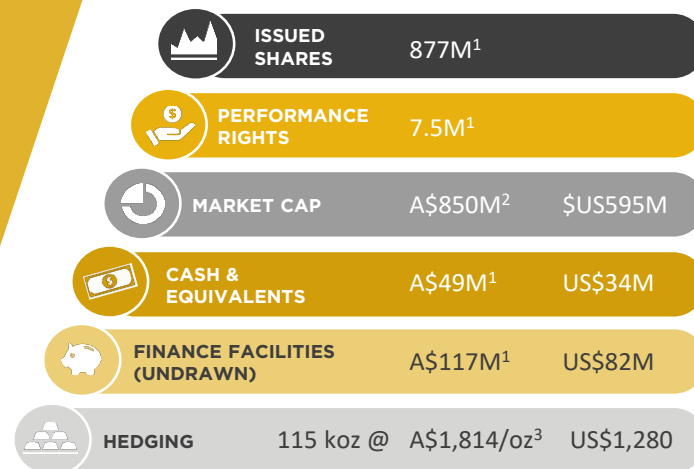 ISSUED
SHARES 877M¹
PERFORMANCE
RIGHTS 7.5M¹
MARKET CAP A$850M² $US595M
CASH &
EQUIVALENTS A$49M¹ US$34M
FINANCE FACILITIES
(UNDRAWN) A$117M¹ US$82M
HEDGING 115 koz @ A$1,814/oz³ US$1,280